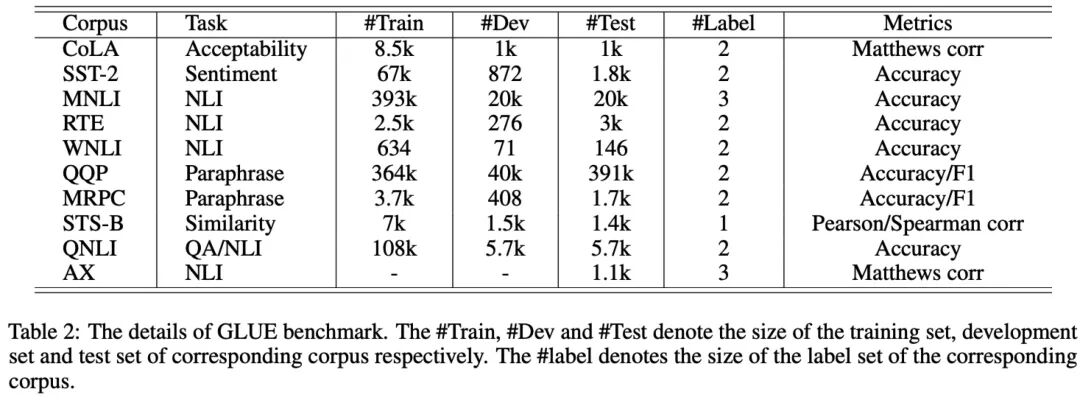 Corpus Task #Train #Dev #Test #Label Metrics
CoLA Acceptability 8.5k 1k 1k 2 Matthews corr
SST-2 Sentiment 67k 872 1.8k 2 Accuracy
MNLI NLI 393k 20k 20k 3 Accuracy
RTE NLI 2.5k 276 3k 2 Accuracy
WNLI NLI 634 71 146 2 Accuracy
QQP Paraphrase 364k 40k 391k 2 Accuracy/F1
MRPC Paraphrase 3.7k 408 1.7k 2 Accuracy/F1
STS-B Similarity 7k 1.5k 1.4k 1 Pearson/Spearman corr
QNLI QA/NLI 108k 5.7k 5.7k 2 Accuracy
AX NLI - - 1.1k 3 Matthews corr
Table 2: The details of GLUE benchmark. The #Train, #Dev and #Test denote the size of the training set, development
set and test set of corresponding corpus respectively. The #label denotes the size of the label set of the corresponding
corpus.